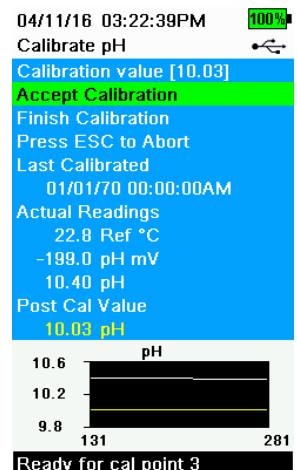 04/11/16 03:22:39PM 100%
Calibrate pH
Calibration value [10.03]
Accept Calibration
Finish Calibration
Press ESC to Abort
Last Calibrated
01/01/70 00:00:00AM
Actual Readings
22.8 Ref °C
-199.0 pH mV
10.40 pH
Post Cal Value
10.03 pH
pH
10.6
10.2
9.8
131 281
Ready for cal point 3